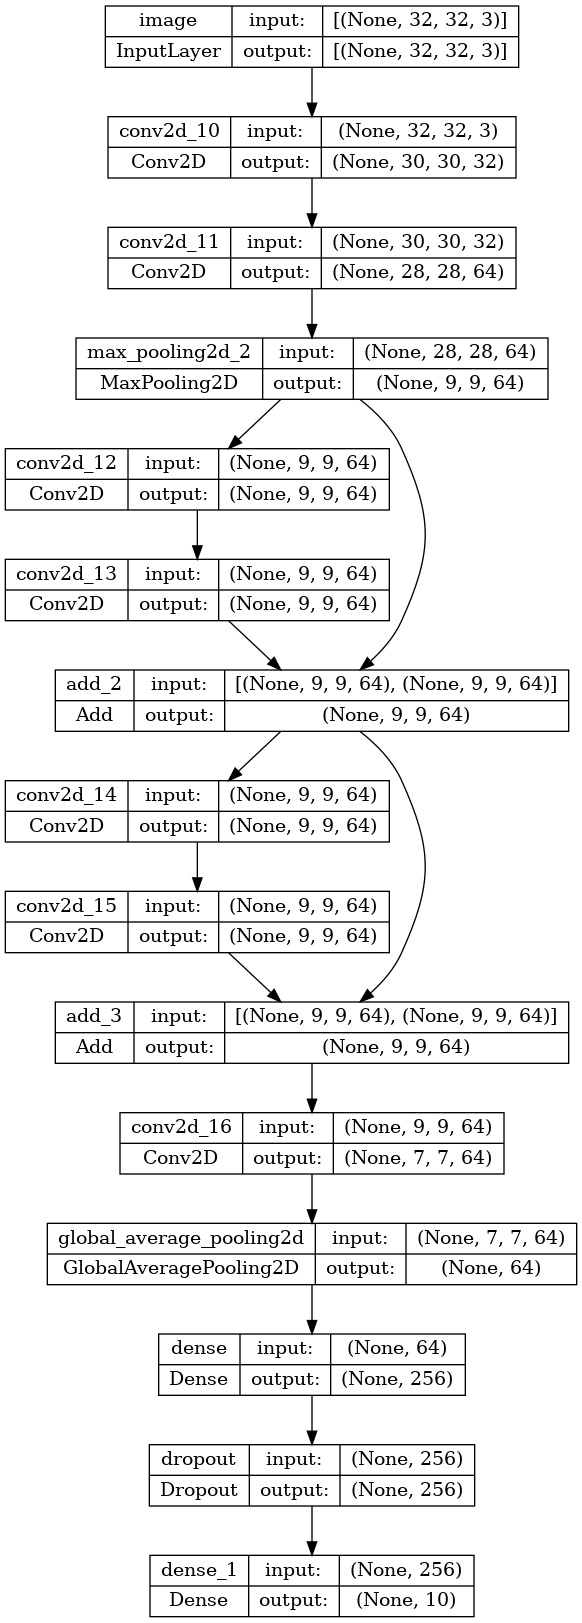 image input: [(None, 32, 32, 3)]
InputLayer output: [(None, 32, 32, 3)]
conv2d_10 input: (None, 32, 32, 3)
Conv2D output: (None, 30, 30, 32)
conv2d_11 input: (None, 30, 30, 32)
Conv2D output: (None, 28, 28, 64)
max_pooling2d_2 input: (None, 28, 28, 64)
MaxPooling2D output: (None, 9, 9, 64)
conv2d_12 input: (None, 9, 9, 64)
Conv2D output: (None, 9, 9, 64)
conv2d_13 input: (None, 9, 9, 64)
Conv2D output: (None, 9, 9, 64)
add_2 input: [(None, 9, 9, 64), (None, 9, 9, 64)]
Add output: (None, 9, 9, 64)
conv2d_14 input: (None, 9, 9, 64)
Conv2D output: (None, 9, 9, 64)
conv2d_15 input: (None, 9, 9, 64)
Conv2D output: (None, 9, 9, 64)
add_3 input: [(None, 9, 9, 64), (None, 9, 9, 64)]
Add output: (None, 9, 9, 64)
conv2d_16 input: (None, 9, 9, 64)
Conv2D output: (None, 7, 7, 64)
global_average_pooling2d input: (None, 7, 7, 64)
GlobalAveragePooling2D output: (None, 64)
dense input: (None, 64)
Dense output: (None, 256)
dropout input: (None, 256)
Dropout output: (None, 256)
dense_1 input: (None, 256)
Dense output: (None, 10)